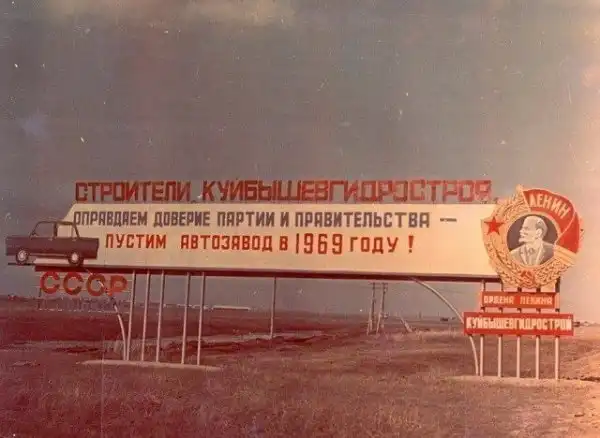 СТРОИТЕЛИ КУЙБЫШЕВГИДРОСТРОЯ
ОПРАВДАЕМ ДОВЕРИЕ ПАРТИИ И ПРАВИТЕЛЬСТВА —
ПУСТИМ АВТОЗАВОД В 1969 ГОДУ!
СССР
ЛЕНИН
ОРДЕНА ЛЕНИНА
КУЙБЫШЕВГИДРОСТРОЙ